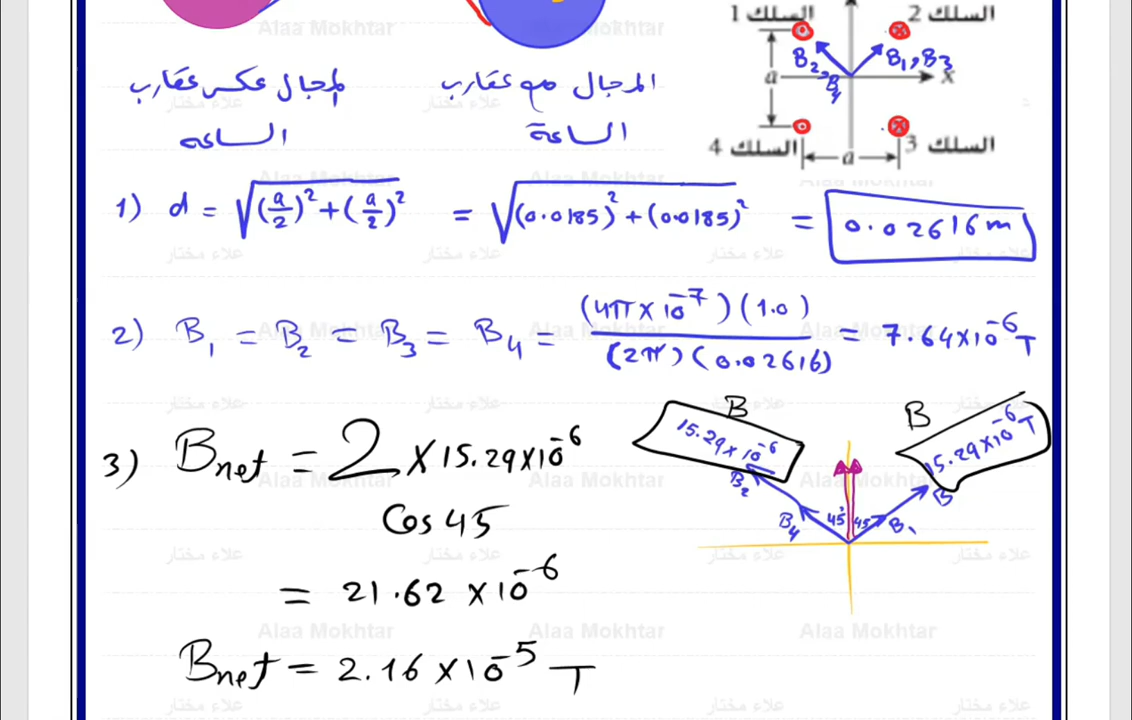 السلك 1
السلك 2
B₂,B₄
B₁,B₃
a
x
السلك 4
a
السلك 3
المجال عكس عقارب
الساعة
المجال مع عقارب
الساعة
1) d = √((a/2)² + (a/2)²) = √((0.0185)² + (0.0185)²) = 0.02616 m
2) B₁ = B₂ = B₃ = B₄ = (4π × 10⁻⁷)(1.0) / (2π)(0.02616) = 7.64×10⁻⁶ T
B
15.29×10⁻⁶
B
15.29×10⁻⁶ T
B₂
B₄
45°
45
B₁
B₃
3) Bnet = 2 × 15.29×10⁻⁶
Cos 45
= 21.62 × 10⁻⁶
Bnet = 2.16 × 10⁻⁵ T
Alaa Mokhtar
علاء مختار